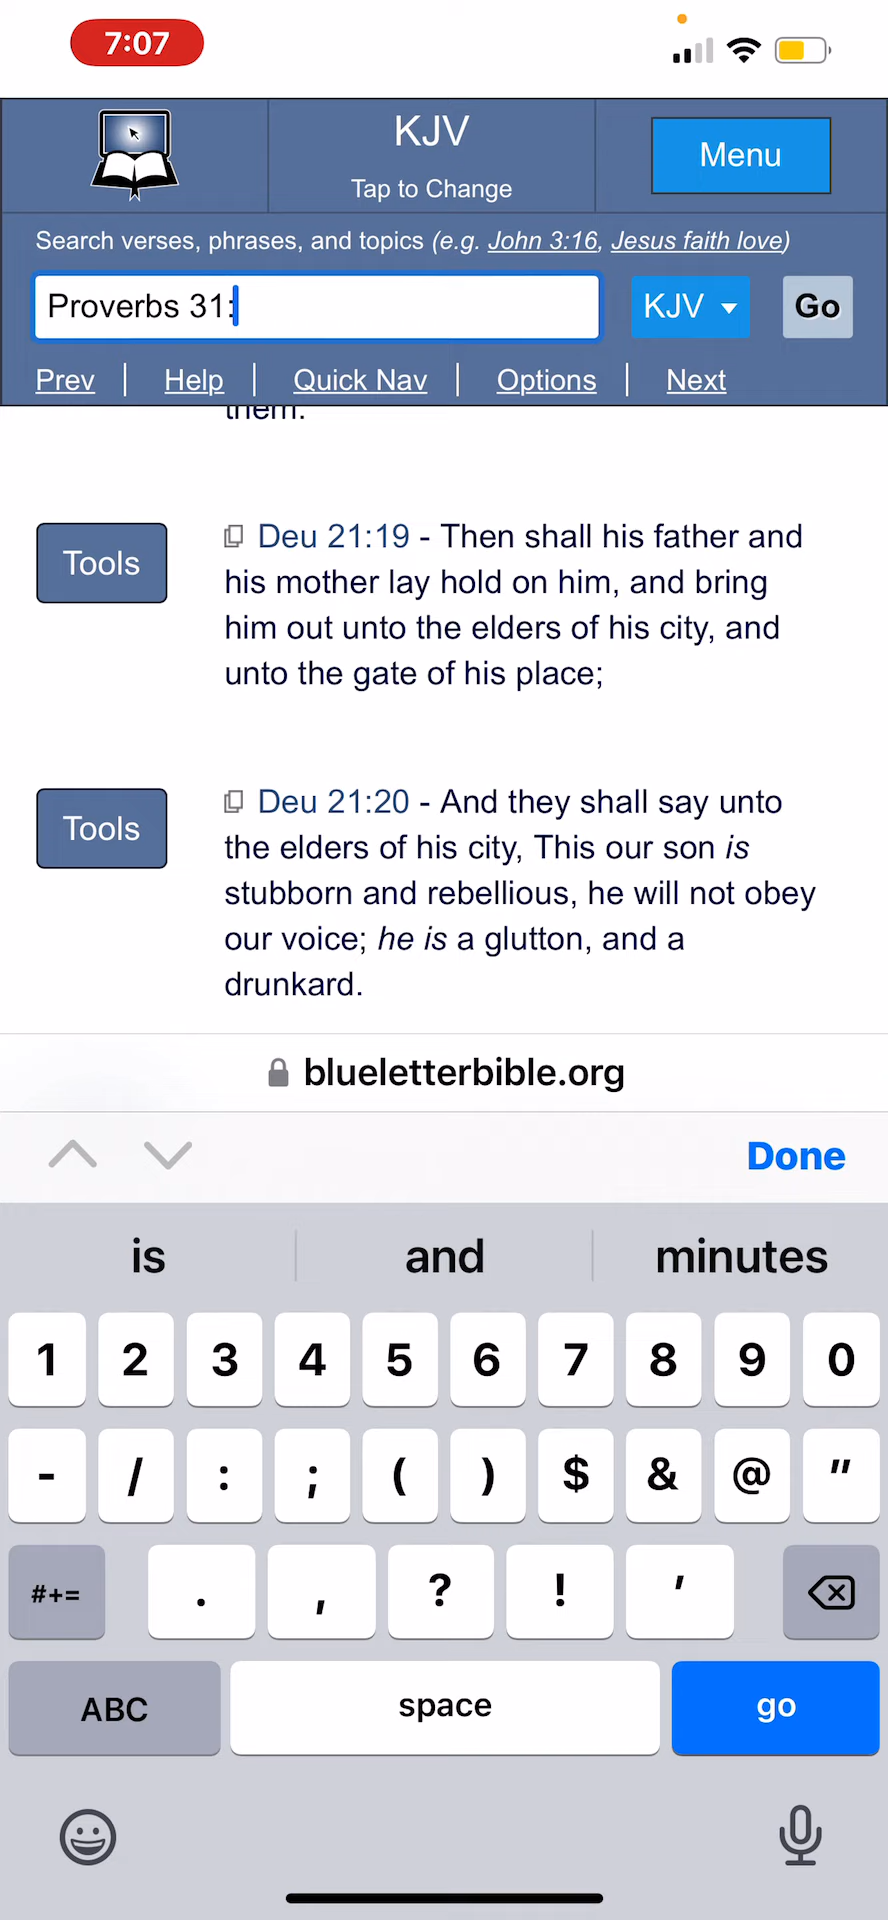 7:07
KJV
Tap to Change
Menu
Search verses, phrases, and topics (e.g. John 3:16, Jesus faith love)
Proverbs 31:
KJV
Go
Prev | Help | Quick Nav | Options | Next
them.
Tools
Deu 21:19 - Then shall his father and
his mother lay hold on him, and bring
him out unto the elders of his city, and
unto the gate of his place;
Tools
Deu 21:20 - And they shall say unto
the elders of his city, This our son is
stubborn and rebellious, he will not obey
our voice; he is a glutton, and a
drunkard.
blueletterbible.org
Done
is and minutes
1 2 3 4 5 6 7 8 9 0
- / : ; ( ) $ & @ "
#+= . , ? ! '
ABC space go